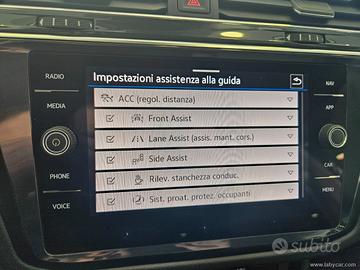 Impostazioni assistenza alla guida
RADIO
MEDIA
PHONE
VOICE
ACC (regol. distanza)
Front Assist
Lane Assist (assis. mant. cors.)
Side Assist
Rilev. stanchezza conduc.
Sist. proat. protez. occupanti
NAV
APP
CAR
MENU
subito
www.labycar.com